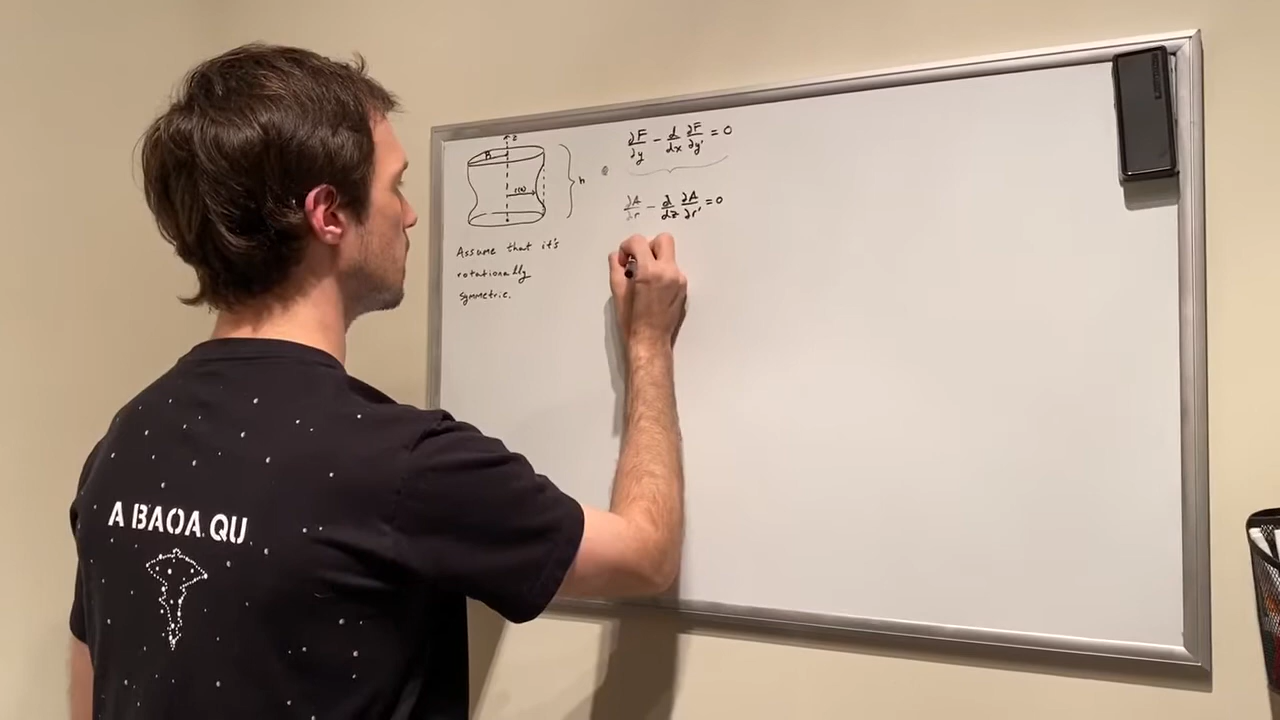 z
R
r(z)
h
Assume that it's
rotationally
symmetric.
∂F/∂y − d/dx ∂F/∂y' = 0
∂A/∂r − d/dz ∂A/∂r' = 0
A BAOA QU